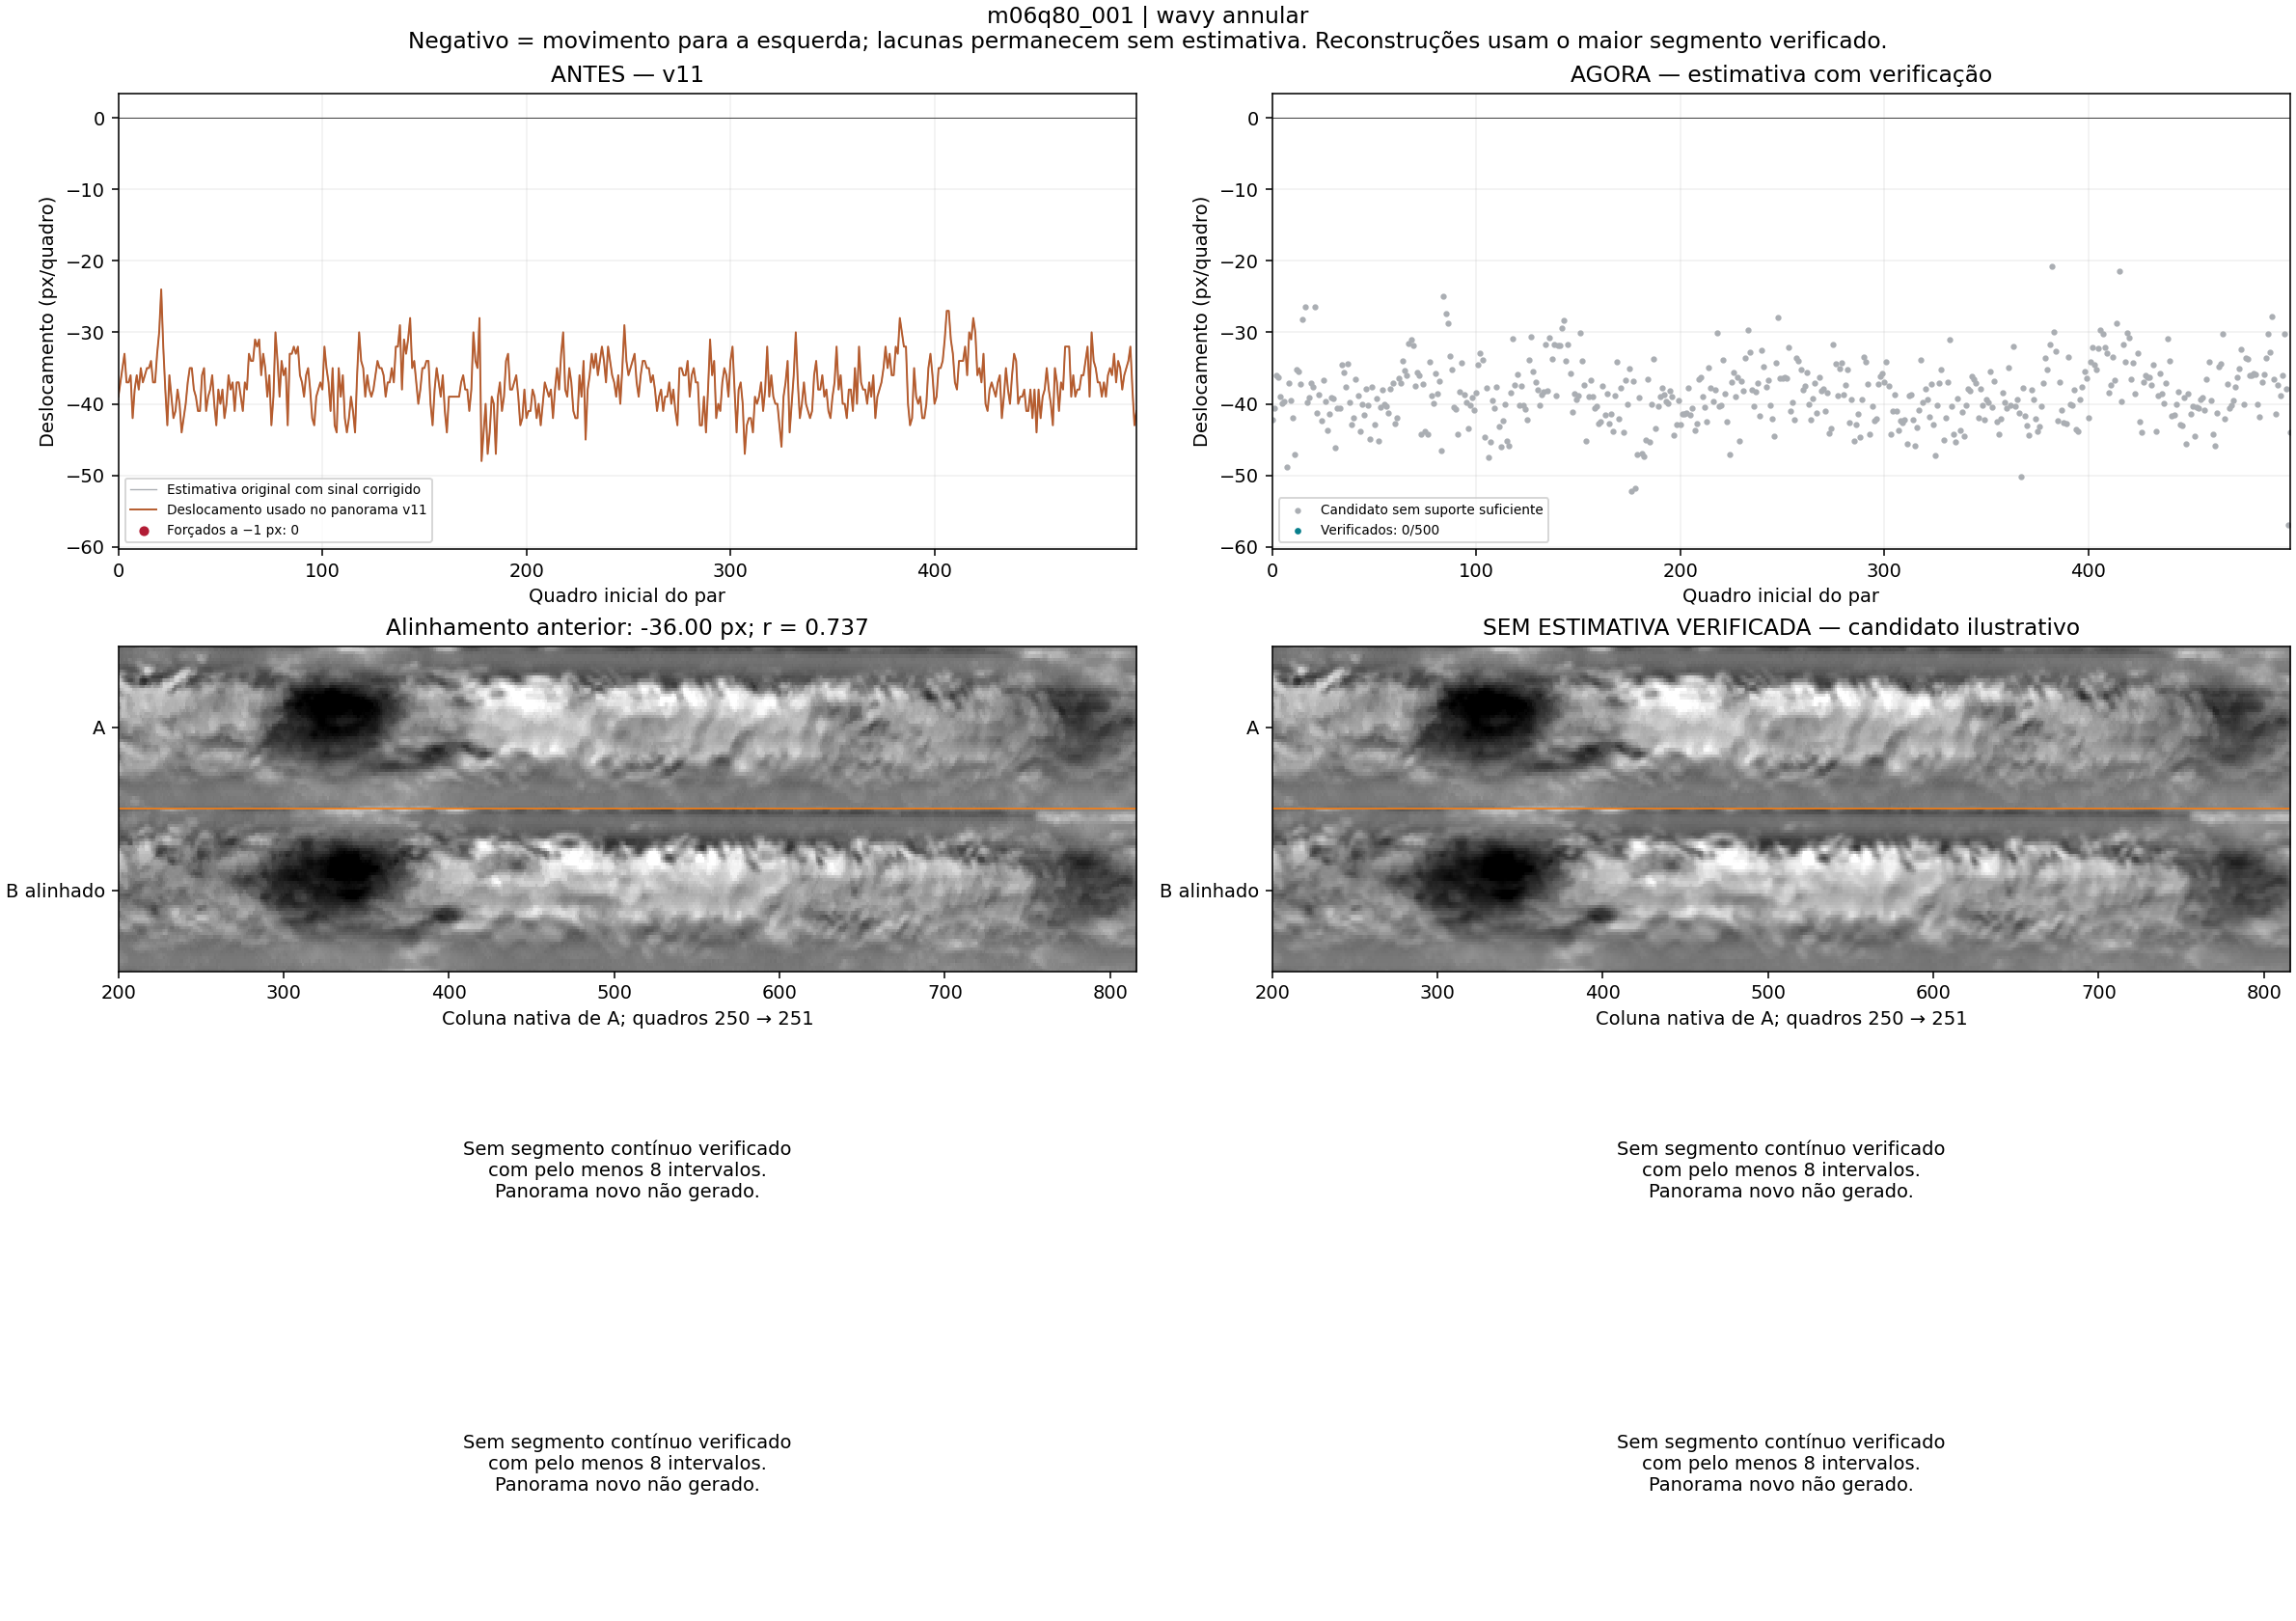 m06q80_001 | wavy annular
Negativo = movimento para a esquerda; lacunas permanecem sem estimativa. Reconstruções usam o maior segmento verificado.
ANTES — v11
0
−10
−20
−30
−40
−50
−60
Deslocamento (px/quadro)
Estimativa original com sinal corrigido
Deslocamento usado no panorama v11
Forçados a −1 px: 0
0 100 200 300 400
Quadro inicial do par
AGORA — estimativa com verificação
0
−10
−20
−30
−40
−50
−60
Deslocamento (px/quadro)
Candidato sem suporte suficiente
Verificados: 0/500
0 100 200 300 400
Quadro inicial do par
Alinhamento anterior: -36.00 px; r = 0.737
A
B alinhado
200 300 400 500 600 700 800
Coluna nativa de A; quadros 250 → 251
SEM ESTIMATIVA VERIFICADA — candidato ilustrativo
A
B alinhado
200 300 400 500 600 700 800
Coluna nativa de A; quadros 250 → 251
Sem segmento contínuo verificado
com pelo menos 8 intervalos.
Panorama novo não gerado.
Sem segmento contínuo verificado
com pelo menos 8 intervalos.
Panorama novo não gerado.
Sem segmento contínuo verificado
com pelo menos 8 intervalos.
Panorama novo não gerado.
Sem segmento contínuo verificado
com pelo menos 8 intervalos.
Panorama novo não gerado.